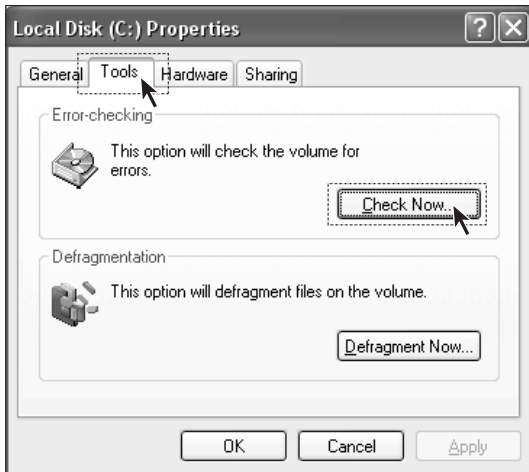 Local Disk (C:) Properties
General Tools Hardware Sharing
Error-checking
This option will check the volume for
errors.
Check Now...
Defragmentation
This option will defragment files on the volume.
Defragment Now...
OK Cancel Apply